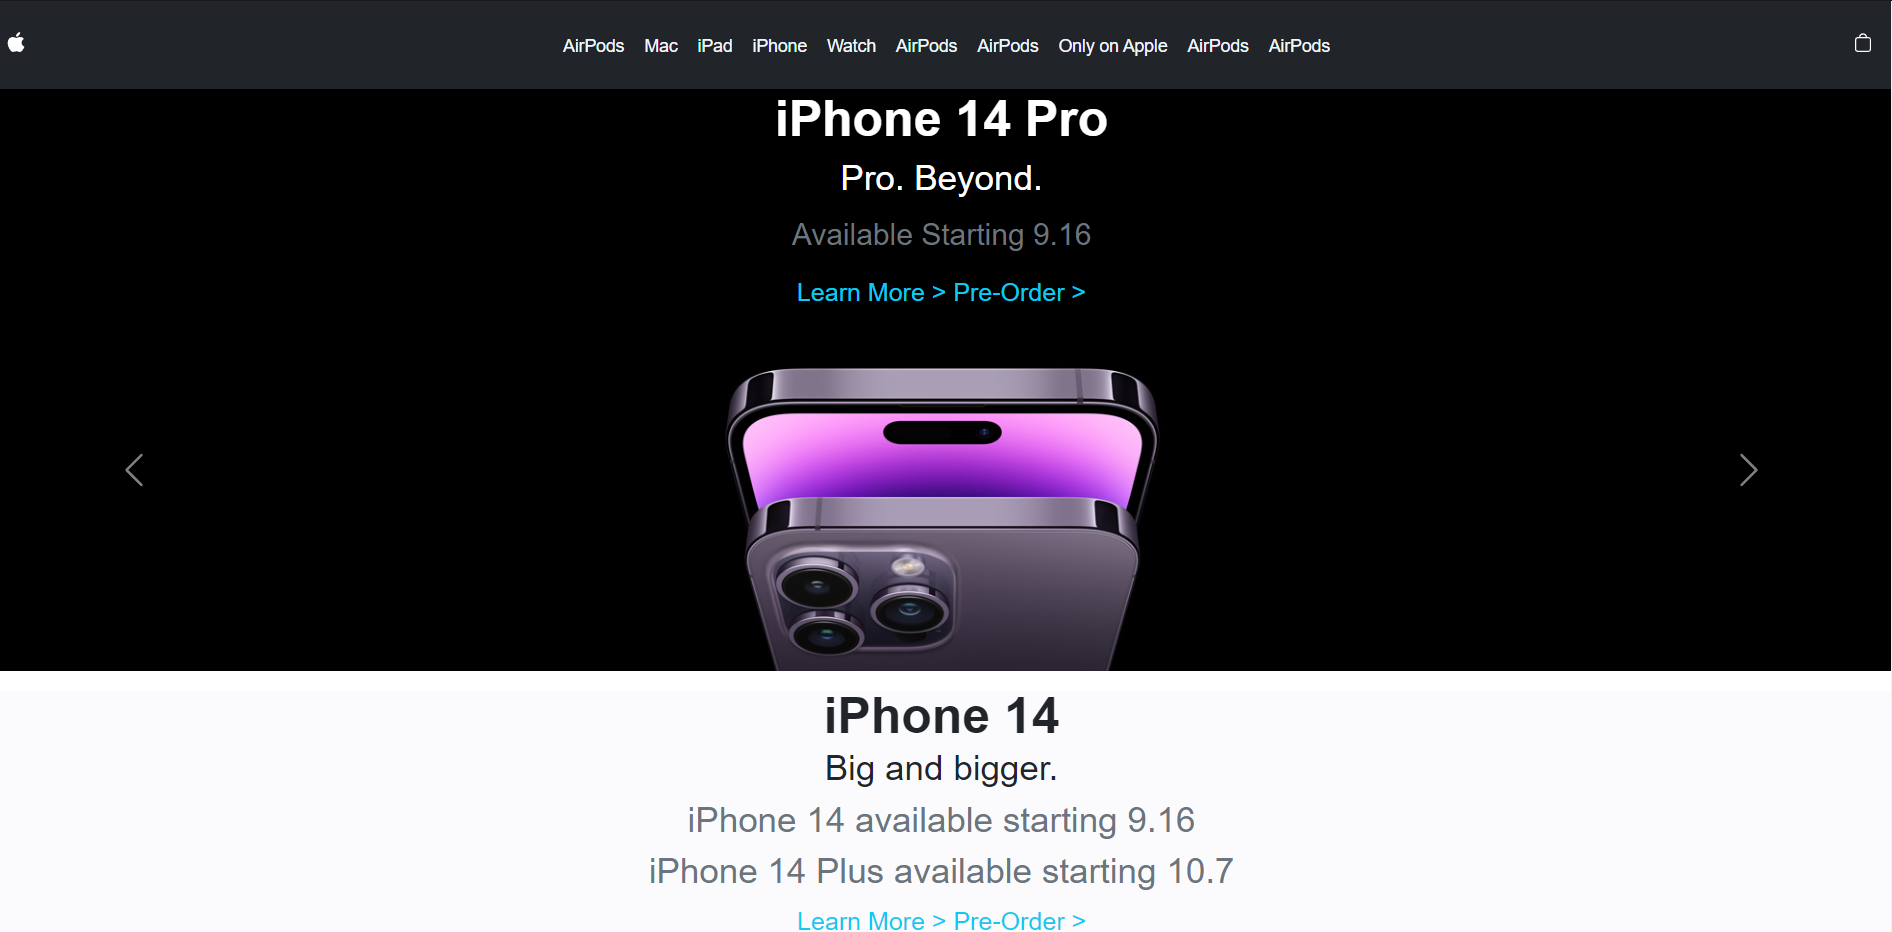 AirPods Mac iPad iPhone Watch AirPods AirPods Only on Apple AirPods AirPods
iPhone 14 Pro
Pro. Beyond.
Available Starting 9.16
Learn More > Pre-Order >
iPhone 14
Big and bigger.
iPhone 14 available starting 9.16
iPhone 14 Plus available starting 10.7
Learn More > Pre-Order >